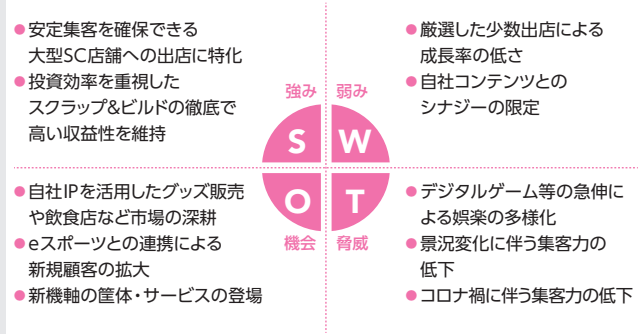 ●安定集客を確保できる
大型SC店舗への出店に特化
●投資効率を重視した
スクラップ&ビルドの徹底で
高い収益性を維持
●厳選した少数出店による
成長率の低さ
●自社コンテンツとの
シナジーの限定
強み 弱み
S W
O T
機会 脅威
●自社IPを活用したグッズ販売
や飲食店など市場の深耕
●eスポーツとの連携による
新規顧客の拡大
●新機軸の筐体・サービスの登場
●デジタルゲーム等の急伸に
よる娯楽の多様化
●景況変化に伴う集客力の
低下
●コロナ禍に伴う集客力の低下